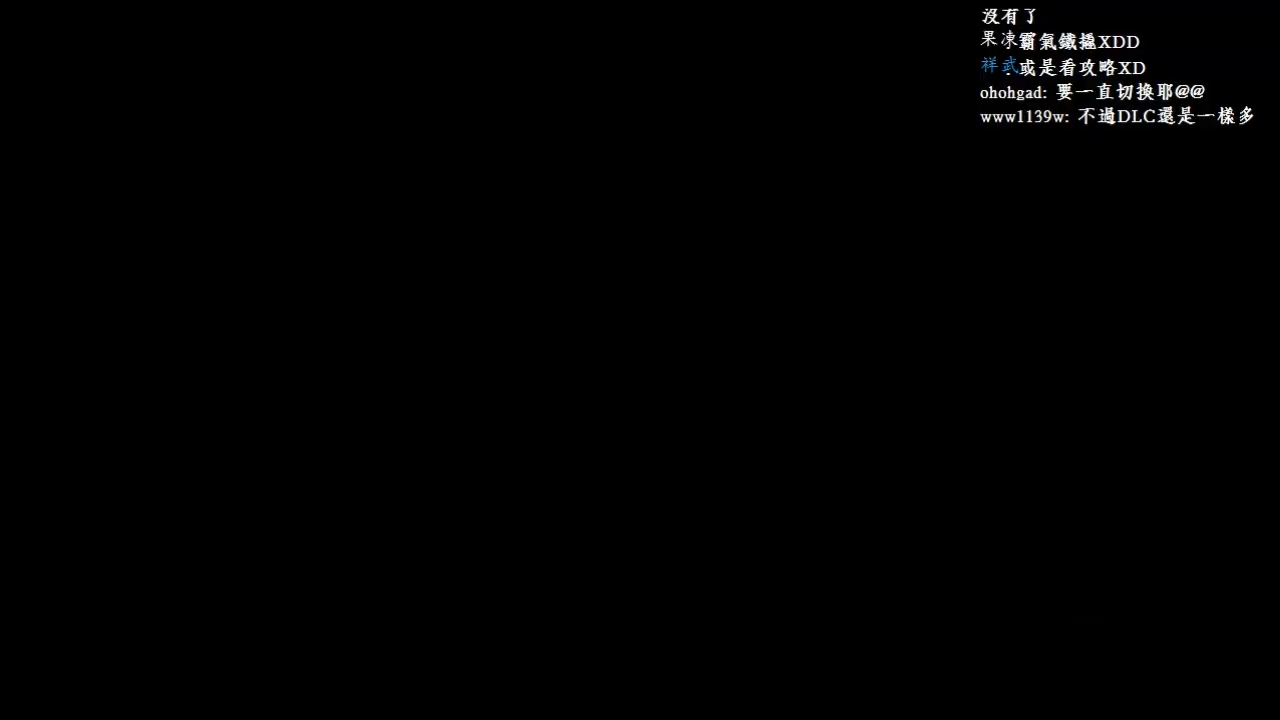 沒有了
果凍霸氣鐵撬XDD
祥武: 或是看攻略XD
ohohgad: 要一直切換耶@@
www1139w: 不過DLC還是一樣多